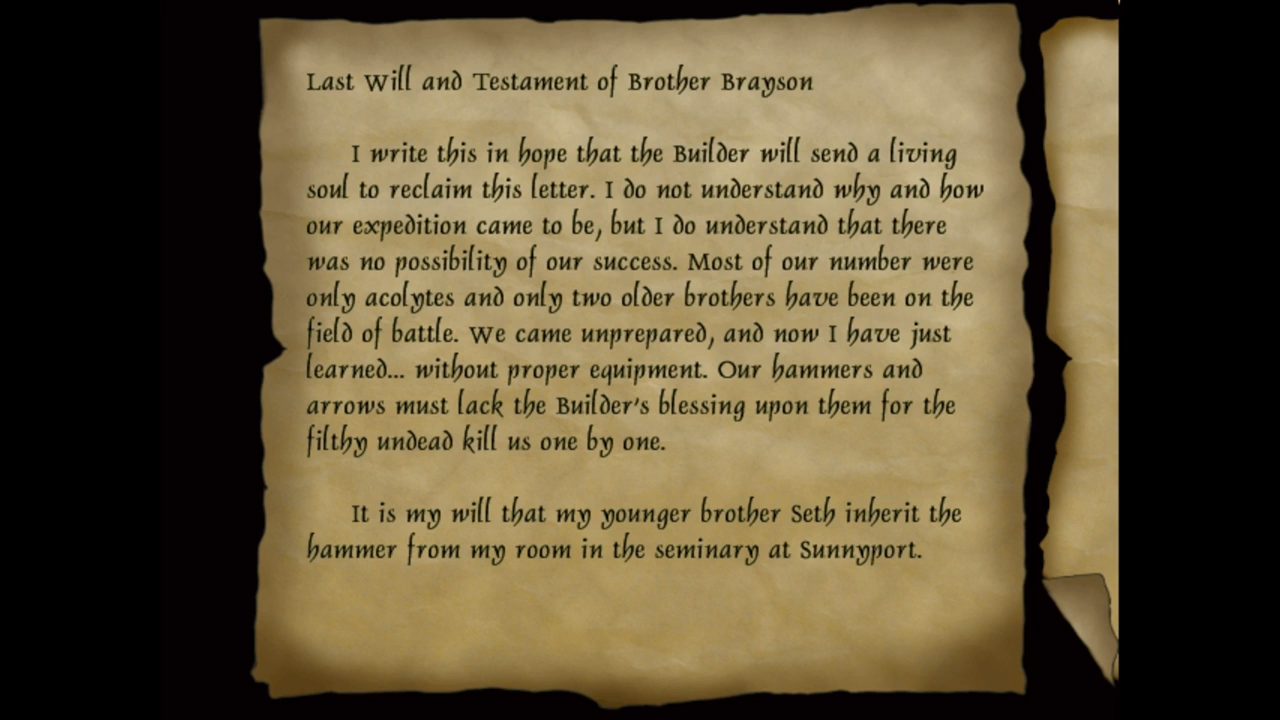 Last Will and Testament of Brother Brayson
I write this in hope that the Builder will send a living
soul to reclaim this letter. I do not understand why and how
our expedition came to be, but I do understand that there
was no possibility of our success. Most of our number were
only acolytes and only two older brothers have been on the
field of battle. We came unprepared, and now I have just
learned... without proper equipment. Our hammers and
arrows must lack the Builder's blessing upon them for the
filthy undead kill us one by one.
It is my will that my younger brother Seth inherit the
hammer from my room in the seminary at Sunnyport.